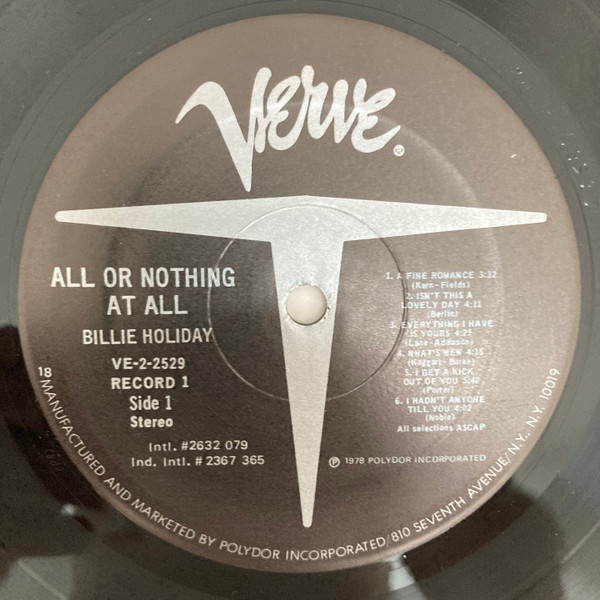 Verve.
ALL OR NOTHING
AT ALL
BILLIE HOLIDAY
VE-2-2529
RECORD 1
Side 1
Stereo
Intl. #2632 079
Ind. Intl. #2367 365
1. A FINE ROMANCE 3:32
(Kern - Fields)
2. ISN'T THIS A
LOVELY DAY 4:11
(Berlin)
3. EVERYTHING I HAVE
IS YOURS 4:25
(Lane - Adamson)
4. WHAT'S NEW 4:15
(Haggart - Burke)
5. I GET A KICK
OUT OF YOU 5:40
(Porter)
6. I HADN'T ANYONE
TILL YOU 4:02
(Noble)
All selections ASCAP
℗ 1978 POLYDOR INCORPORATED
18 MANUFACTURED AND MARKETED BY POLYDOR INCORPORATED/810 SEVENTH AVENUE/N.Y., N.Y. 10019